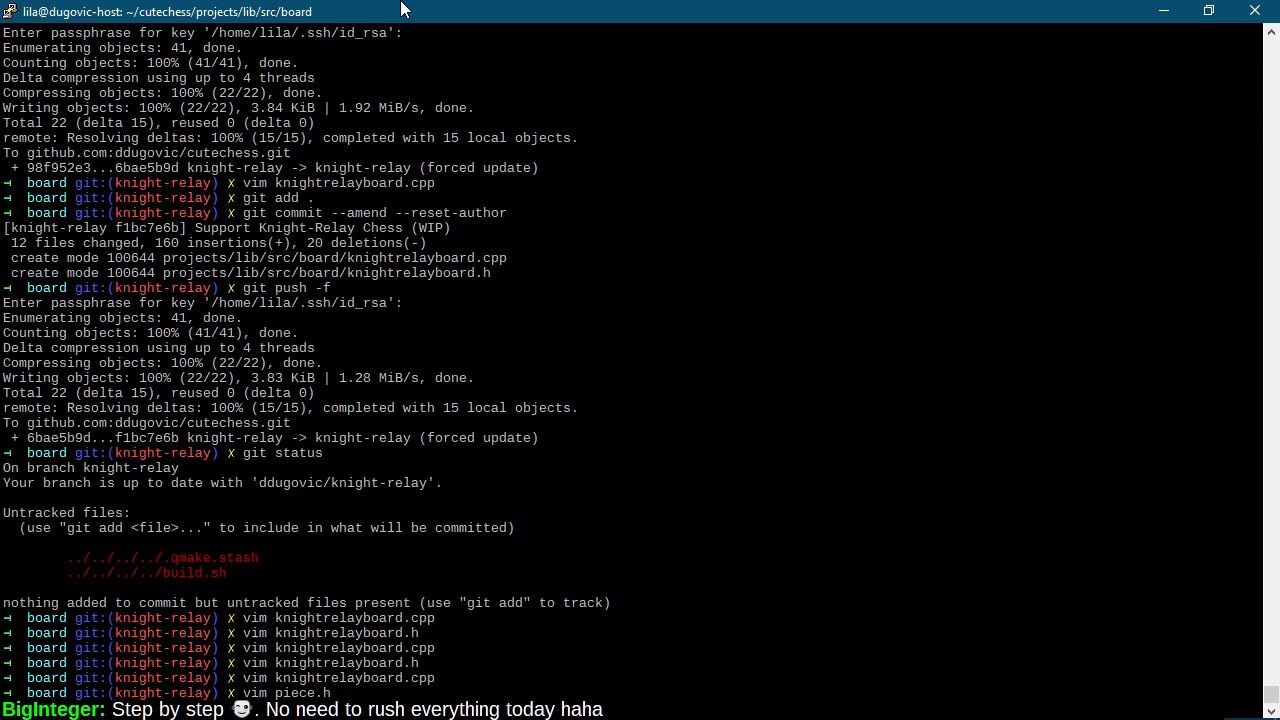 lila@dugovic-host: ~/cutechess/projects/lib/src/board
Enter passphrase for key '/home/lila/.ssh/id_rsa':
Enumerating objects: 41, done.
Counting objects: 100% (41/41), done.
Delta compression using up to 4 threads
Compressing objects: 100% (22/22), done.
Writing objects: 100% (22/22), 3.84 KiB | 1.92 MiB/s, done.
Total 22 (delta 15), reused 0 (delta 0)
remote: Resolving deltas: 100% (15/15), completed with 15 local objects.
To github.com:ddugovic/cutechess.git
 + 98f952e3...6bae5b9d knight-relay -> knight-relay (forced update)
→  board git:(knight-relay) ✗ vim knightrelayboard.cpp
→  board git:(knight-relay) ✗ git add .
→  board git:(knight-relay) ✗ git commit --amend --reset-author
[knight-relay f1bc7e6b] Support Knight-Relay Chess (WIP)
 12 files changed, 160 insertions(+), 20 deletions(-)
 create mode 100644 projects/lib/src/board/knightrelayboard.cpp
 create mode 100644 projects/lib/src/board/knightrelayboard.h
→  board git:(knight-relay) ✗ git push -f
Enter passphrase for key '/home/lila/.ssh/id_rsa':
Enumerating objects: 41, done.
Counting objects: 100% (41/41), done.
Delta compression using up to 4 threads
Compressing objects: 100% (22/22), done.
Writing objects: 100% (22/22), 3.83 KiB | 1.28 MiB/s, done.
Total 22 (delta 15), reused 0 (delta 0)
remote: Resolving deltas: 100% (15/15), completed with 15 local objects.
To github.com:ddugovic/cutechess.git
 + 6bae5b9d...f1bc7e6b knight-relay -> knight-relay (forced update)
→  board git:(knight-relay) ✗ git status
On branch knight-relay
Your branch is up to date with 'ddugovic/knight-relay'.
Untracked files:
  (use "git add <file>..." to include in what will be committed)
../../../../.qmake.stash
../../../../build.sh
nothing added to commit but untracked files present (use "git add" to track)
→  board git:(knight-relay) ✗ vim knightrelayboard.cpp
→  board git:(knight-relay) ✗ vim knightrelayboard.h
→  board git:(knight-relay) ✗ vim knightrelayboard.cpp
→  board git:(knight-relay) ✗ vim knightrelayboard.h
→  board git:(knight-relay) ✗ vim knightrelayboard.cpp
→  board git:(knight-relay) ✗ vim piece.h
BigInteger: Step by step . No need to rush everything today haha